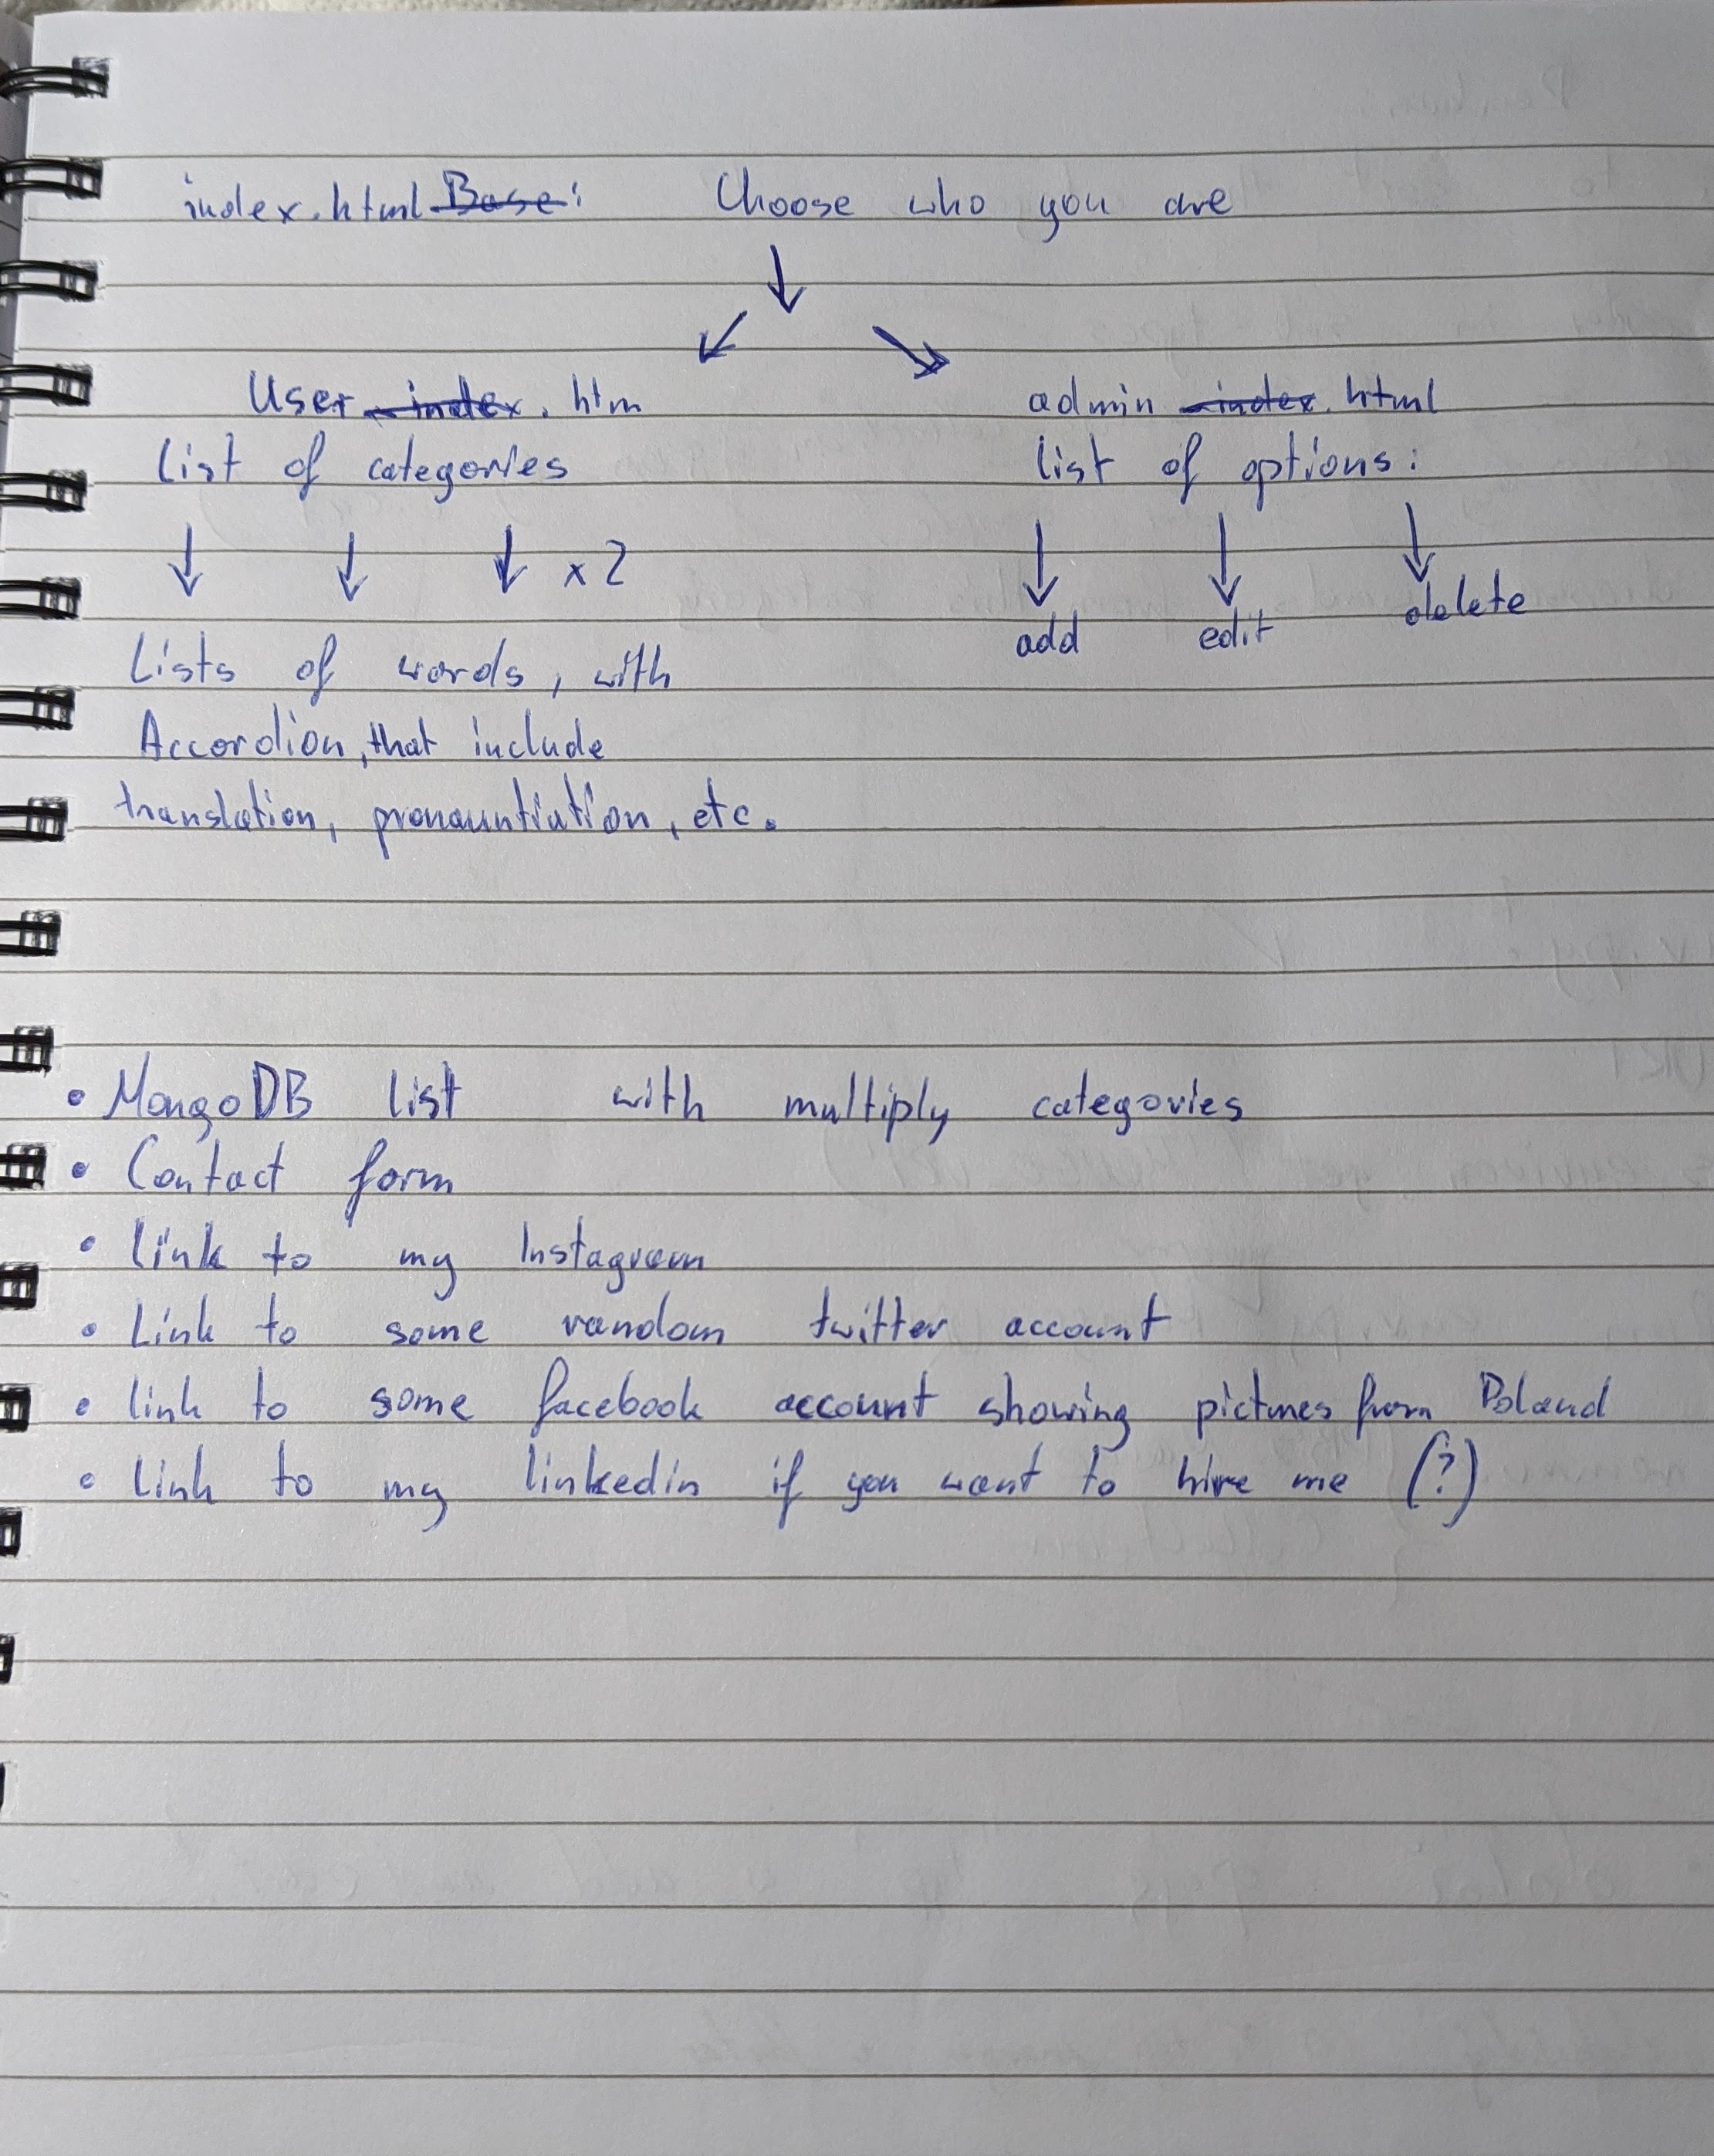 index.html Base: Choose who you are
User index.htm admin index.html
List of categories list of options:
x2
add edit delete
Lists of words, with
Accordion, that include
translation, pronauntiation, etc.
• MongoDB list with multiply categories
• Contact form
• Link to my Instagram
• Link to some random twitter account
• link to some facebook account showing pictures from Poland
• Link to my linkedin if you want to hire me (?)